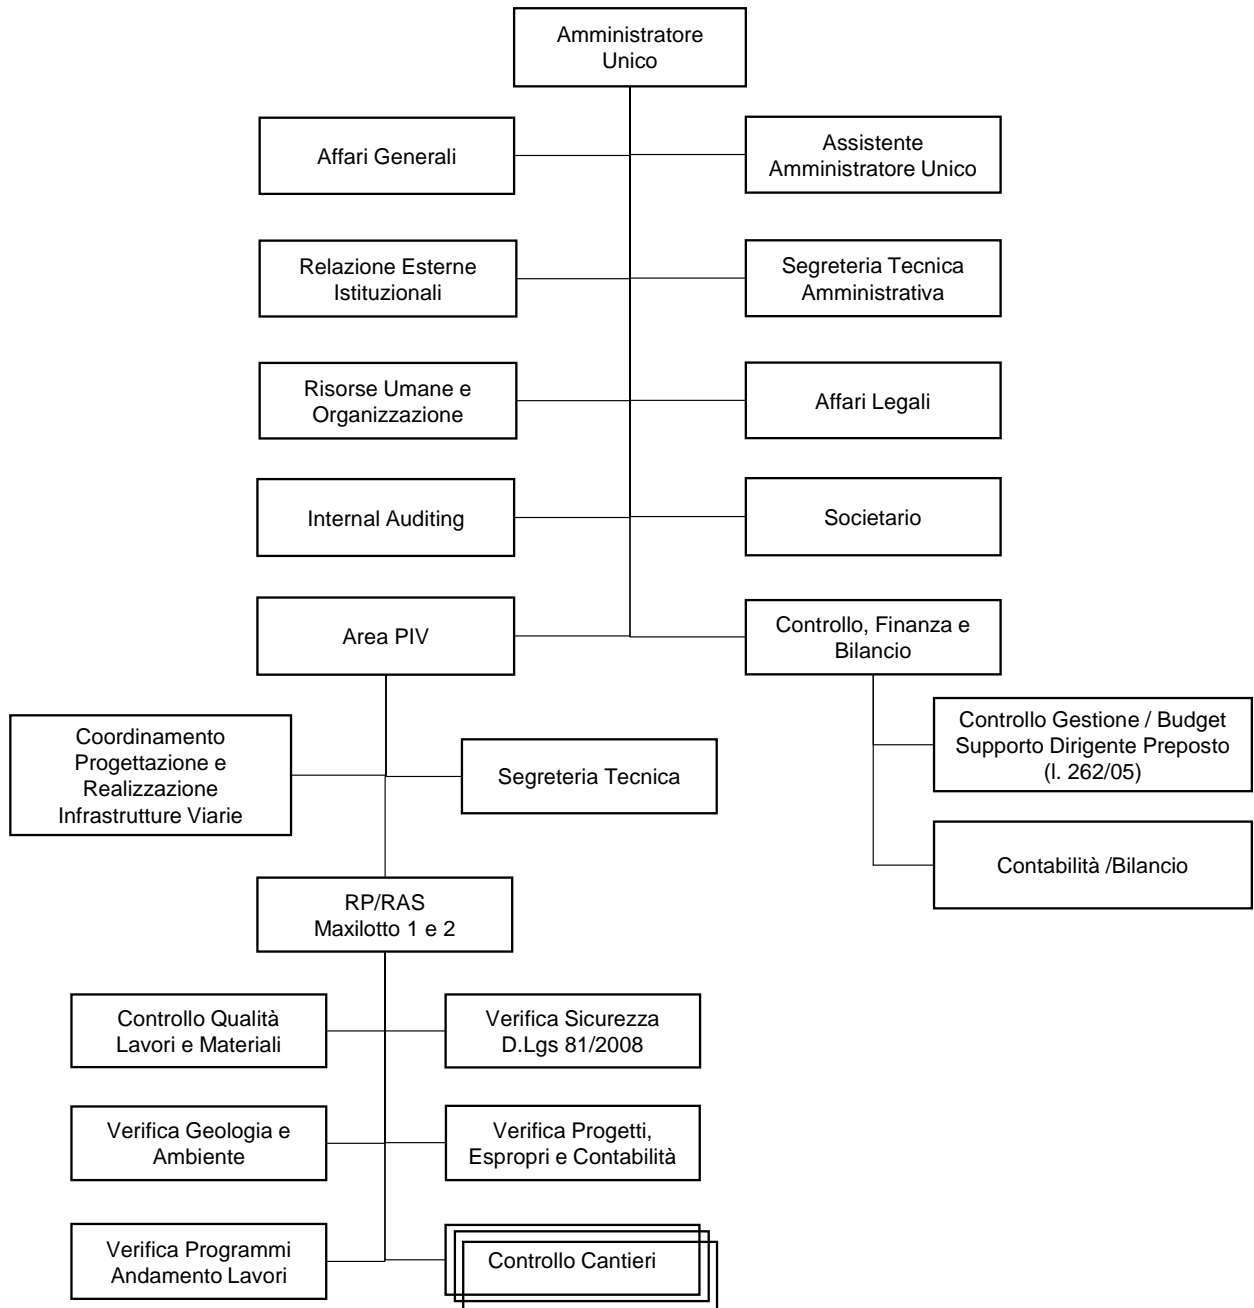 Amministratore
Unico
Affari Generali
Assistente
Amministratore Unico
Relazione Esterne
Istituzionali
Segreteria Tecnica
Amministrativa
Risorse Umane e
Organizzazione
Affari Legali
Internal Auditing
Societario
Area PIV
Controllo, Finanza e
Bilancio
Coordinamento
Progettazione e
Realizzazione
Infrastrutture Viarie
Segreteria Tecnica
Controllo Gestione / Budget
Supporto Dirigente Preposto
(l. 262/05)
Contabilità /Bilancio
RP/RAS
Maxilotto 1 e 2
Controllo Qualità
Lavori e Materiali
Verifica Sicurezza
D.Lgs 81/2008
Verifica Geologia e
Ambiente
Verifica Progetti,
Espropri e Contabilità
Verifica Programmi
Andamento Lavori
Controllo Cantieri